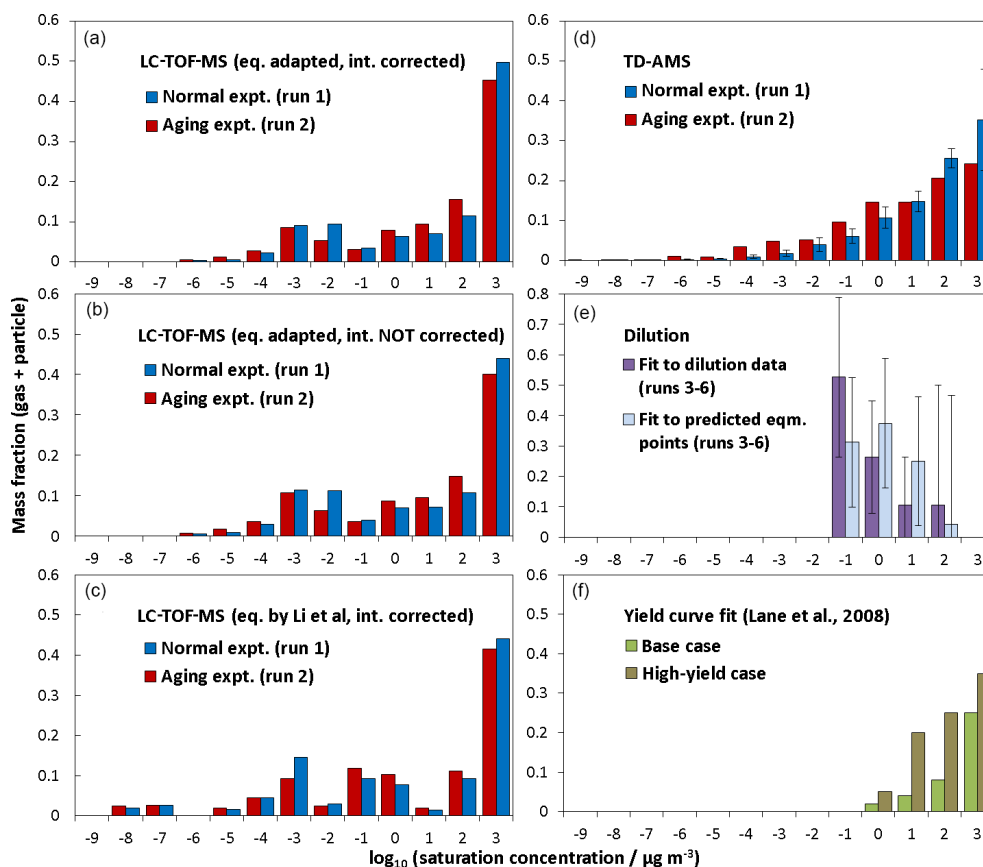 (a)
LC-TOF-MS (eq. adapted, int. corrected)
Normal expt. (run 1)
Aging expt. (run 2)
0.6
0.5
0.4
0.3
0.2
0.1
0
-9 -8 -7 -6 -5 -4 -3 -2 -1 0 1 2 3
(b)
LC-TOF-MS (eq. adapted, int. NOT corrected)
Normal expt. (run 1)
Aging expt. (run 2)
0.6
0.5
0.4
0.3
0.2
0.1
0
-9 -8 -7 -6 -5 -4 -3 -2 -1 0 1 2 3
(c)
LC-TOF-MS (eq. by Li et al, int. corrected)
Normal expt. (run 1)
Aging expt. (run 2)
0.6
0.5
0.4
0.3
0.2
0.1
0
-9 -8 -7 -6 -5 -4 -3 -2 -1 0 1 2 3
(d)
TD-AMS
Normal expt. (run 1)
Aging expt. (run 2)
0.6
0.5
0.4
0.3
0.2
0.1
0
-9 -8 -7 -6 -5 -4 -3 -2 -1 0 1 2 3
(e)
Dilution
Fit to dilution data
(runs 3-6)
Fit to predicted eqm.
points (runs 3-6)
0.8
0.7
0.6
0.5
0.4
0.3
0.2
0.1
0
-9 -8 -7 -6 -5 -4 -3 -2 -1 0 1 2 3
(f)
Yield curve fit (Lane et al., 2008)
Base case
High-yield case
0.6
0.5
0.4
0.3
0.2
0.1
0
-9 -8 -7 -6 -5 -4 -3 -2 -1 0 1 2 3
Mass fraction (gas + particle)
log₁₀ (saturation concentration / µg m⁻³)